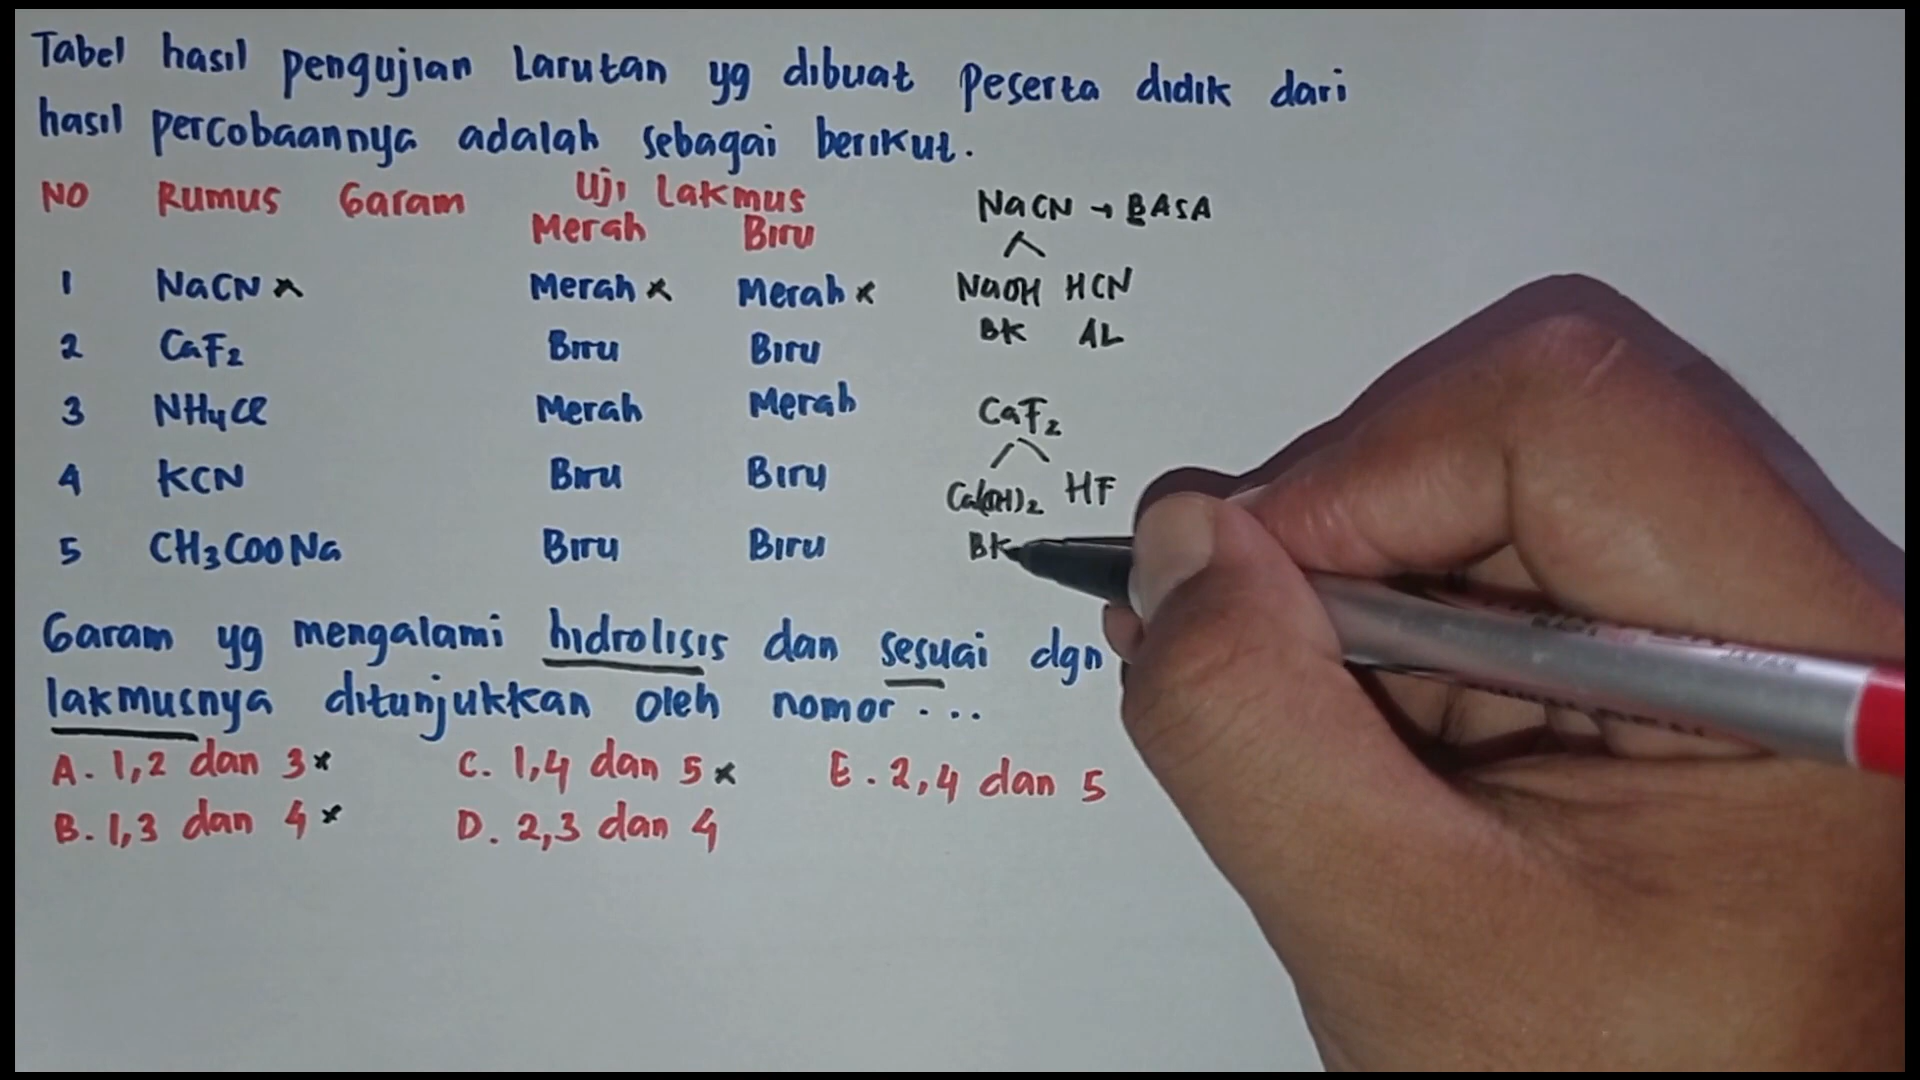 Tabel hasil pengujian Larutan yg dibuat peserta didik dari
hasil percobaannya adalah sebagai berikut.
NO Rumus Garam Uji Lakmus
Merah Biru
1 NaCN x Merah x Merah x
2 CaF2 Biru Biru
3 NH4Cl Merah Merah
4 KCN Biru Biru
5 CH3COONa Biru Biru
NaCN → BASA
NaOH HCN
BK AL
CaF2
Ca(OH)2 HF
BK
Garam yg mengalami hidrolisis dan sesuai dgn
lakmusnya ditunjukkan oleh nomor ...
A. 1,2 dan 3 x C. 1,4 dan 5 x E. 2,4 dan 5
B. 1,3 dan 4 x D. 2,3 dan 4